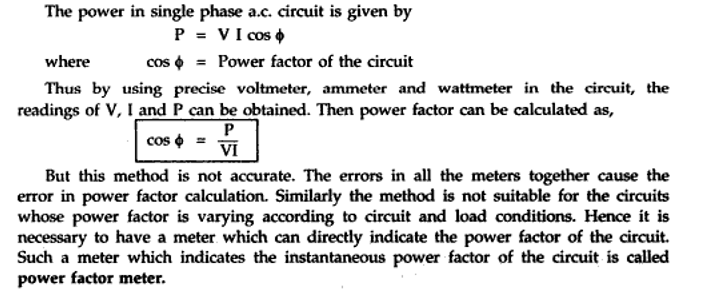 The power in single phase a.c. circuit is given by
P = V I cos ϕ
where cos ϕ = Power factor of the circuit
Thus by using precise voltmeter, ammeter and wattmeter in the circuit, the
readings of V, I and P can be obtained. Then power factor can be calculated as,
cos ϕ = P/VI
But this method is not accurate. The errors in all the meters together cause the
error in power factor calculation. Similarly the method is not suitable for the circuits
whose power factor is varying according to circuit and load conditions. Hence it is
necessary to have a meter which can directly indicate the power factor of the circuit.
Such a meter which indicates the instantaneous power factor of the circuit is called
power factor meter.